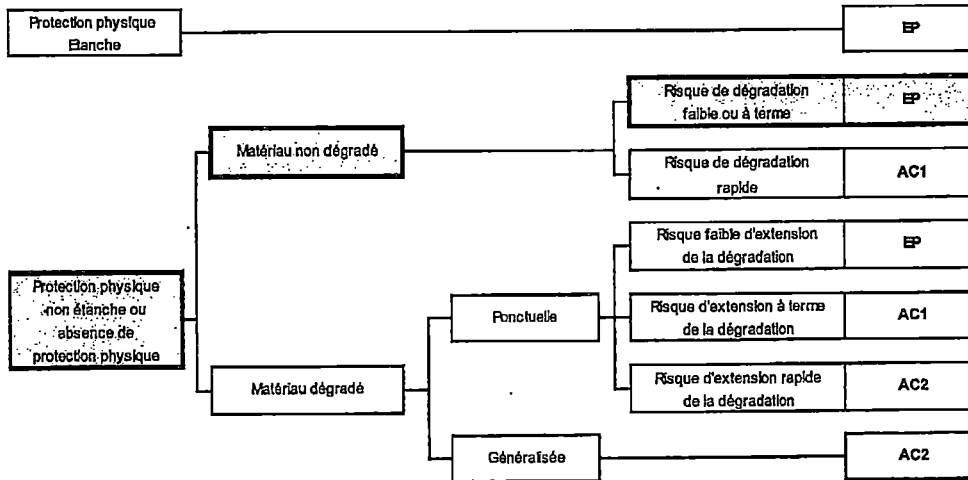 Protection physique
Etanche
EP
Risque de dégradation
faible ou à terme
EP
Matériau non dégradé
Risque de dégradation
rapide
AC1
Risque faible d'extension
de la dégradation
EP
Protection physique
non étanche ou
absence de
protection physique
Ponctuelle
Risque d'extension à terme
de la dégradation
AC1
Matériau dégradé
Risque d'extension rapide
de la dégradation
AC2
Généralisée
AC2